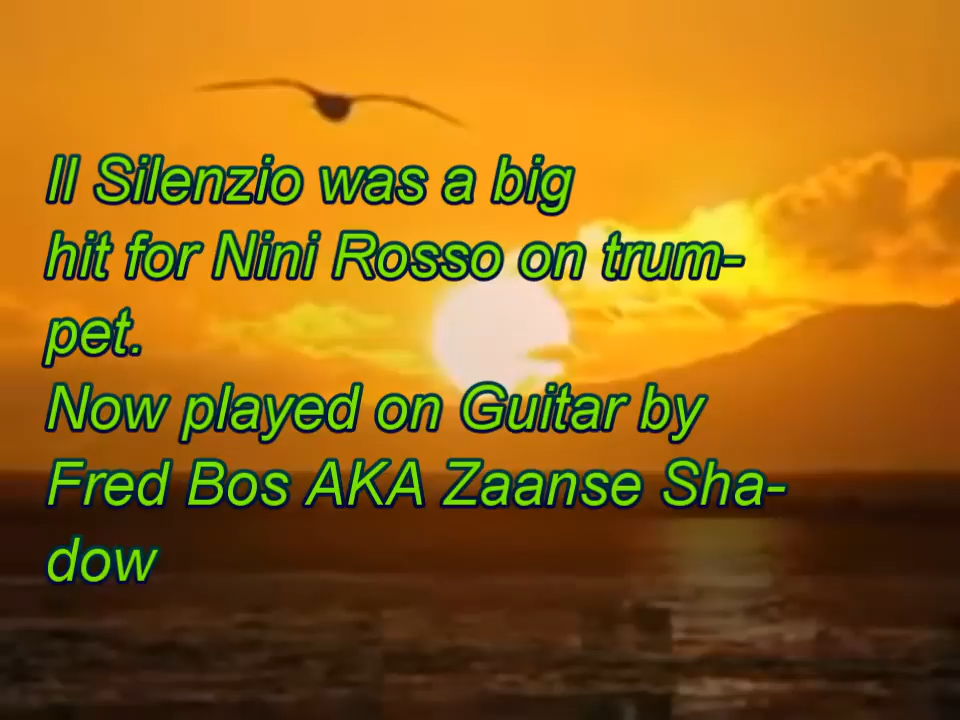 Il Silenzio was a big
hit for Nini Rosso on trum-
pet.
Now played on Guitar by
Fred Bos AKA Zaanse Sha-
dow